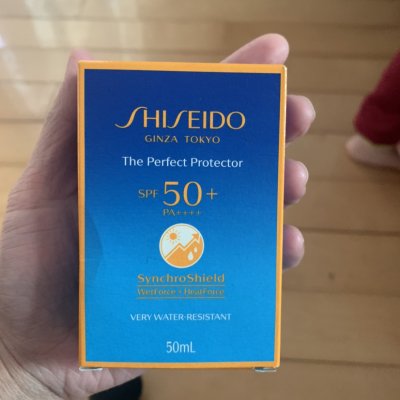 SHISEIDO
GINZA TOKYO
The Perfect Protector
SPF 50+
PA++++
SynchroShield
WetForce • HeatForce
VERY WATER-RESISTANT
50mL